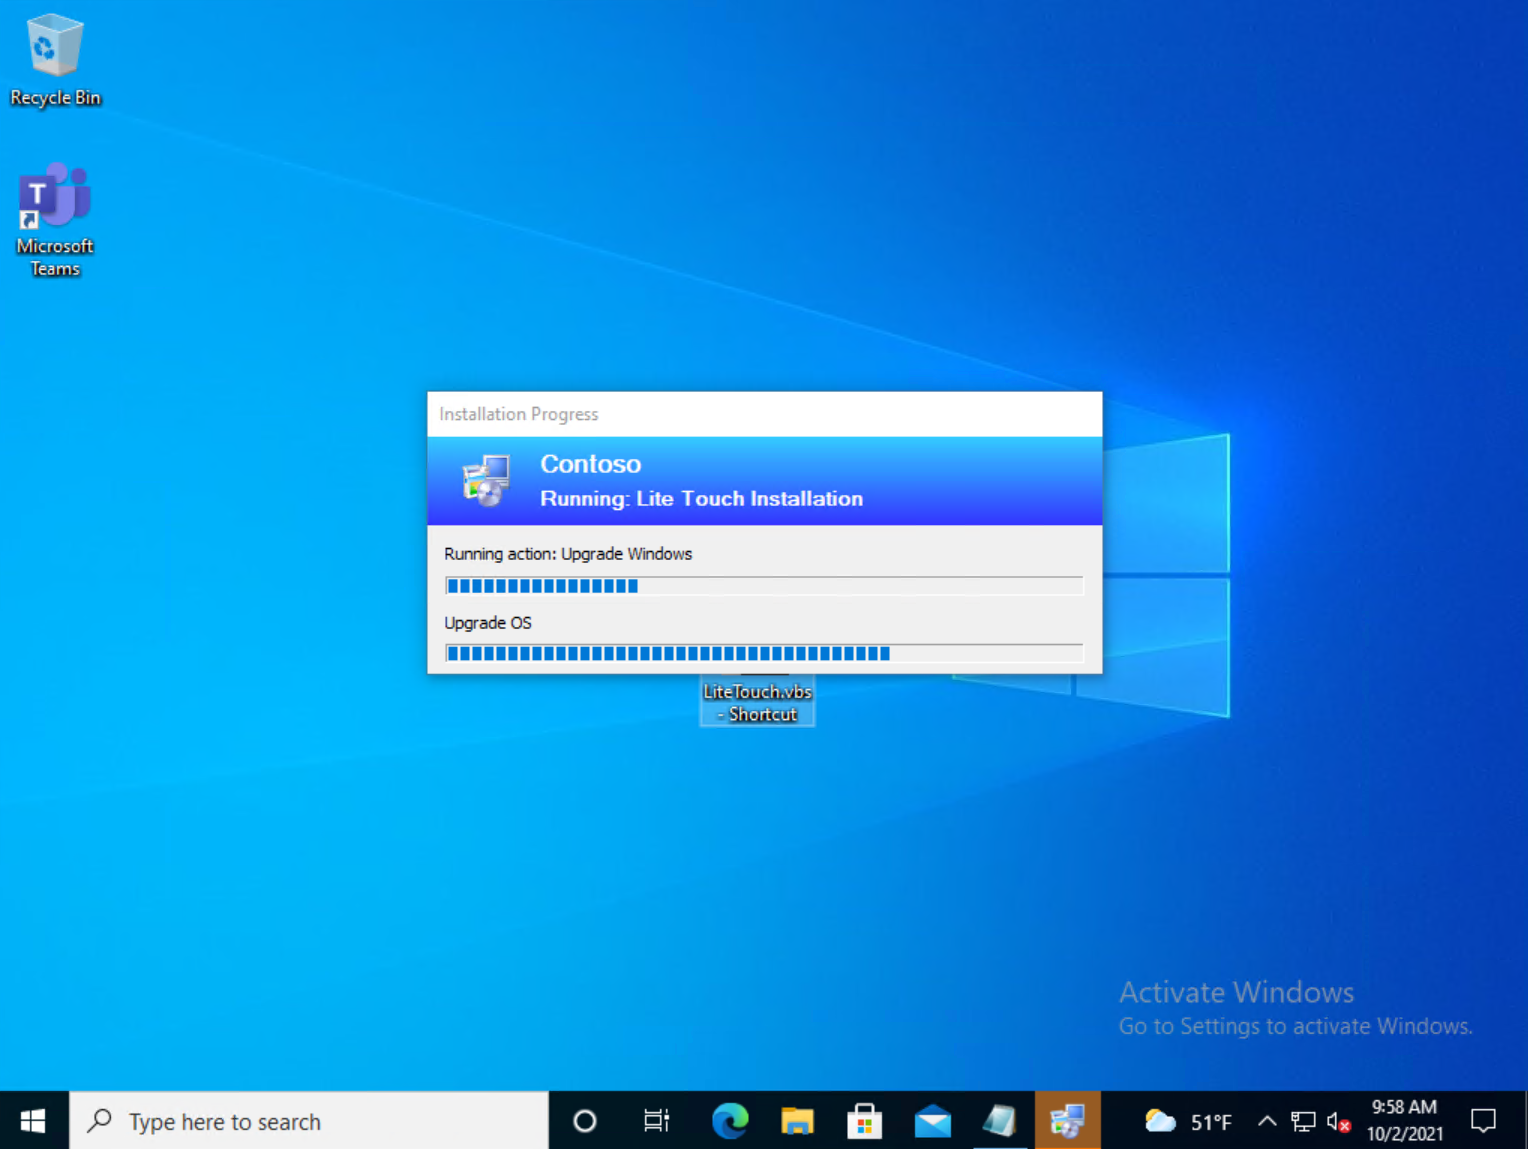 Recycle Bin
Microsoft
Teams
Installation Progress
Contoso
Running: Lite Touch Installation
Running action: Upgrade Windows
Upgrade OS
LiteTouch.vbs
- Shortcut
Activate Windows
Go to Settings to activate Windows.
Type here to search
51°F
9:58 AM
10/2/2021